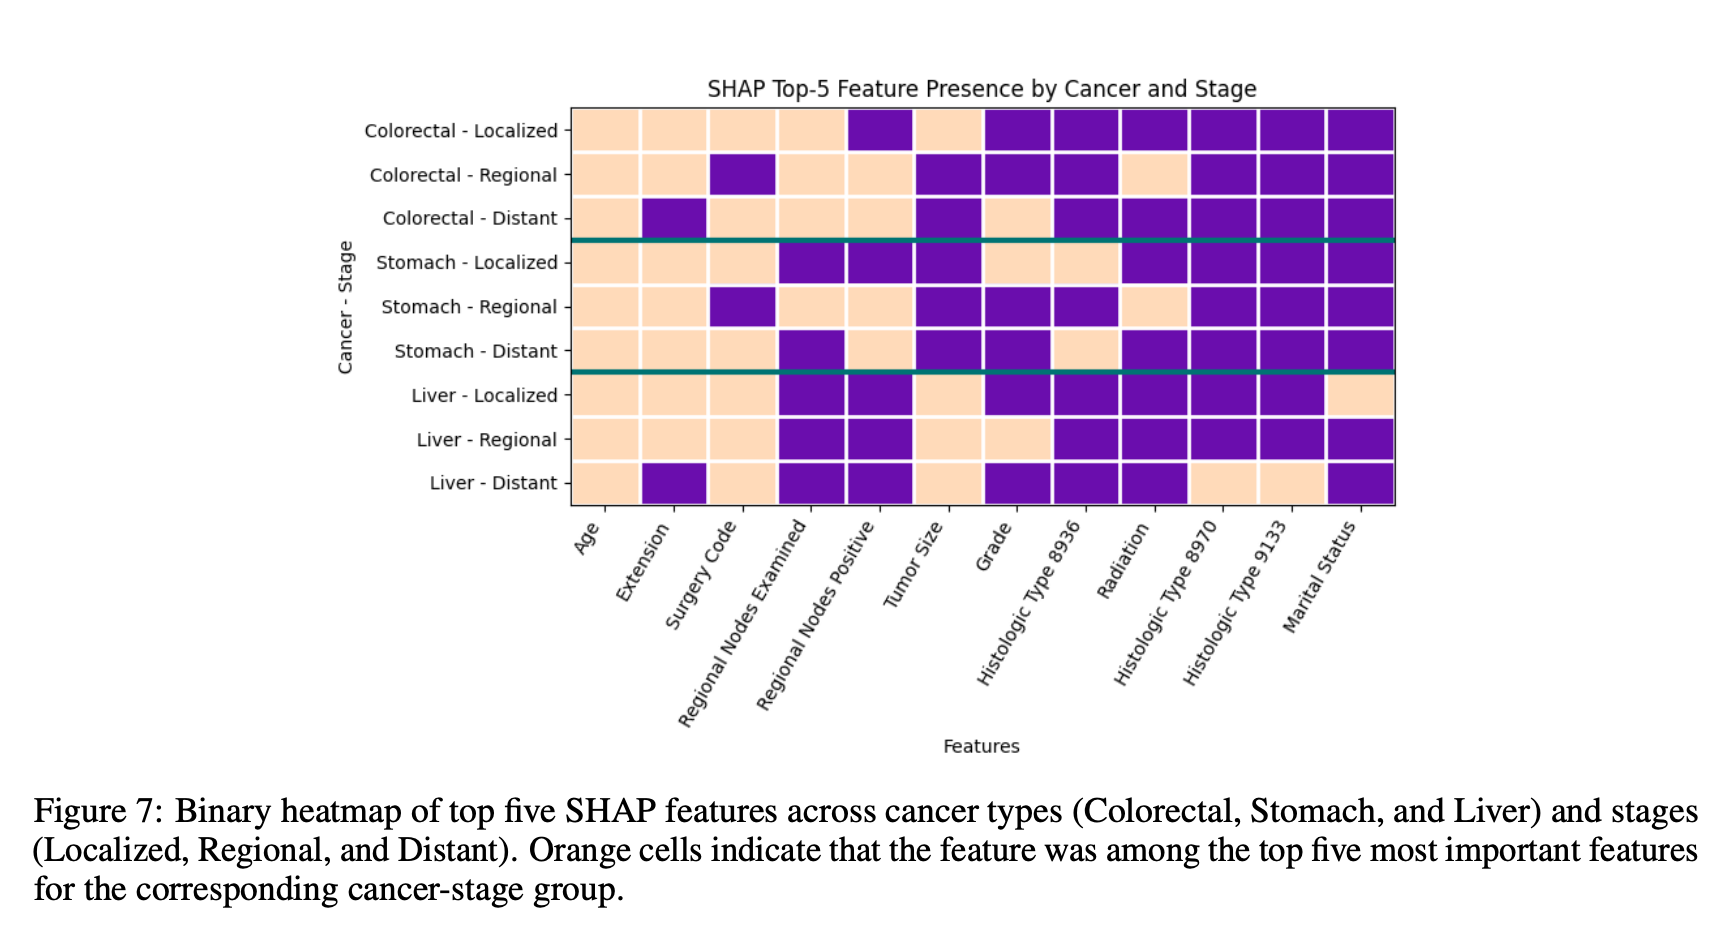 SHAP Top-5 Feature Presence by Cancer and Stage
Cancer - Stage
Colorectal - Localized
Colorectal - Regional
Colorectal - Distant
Stomach - Localized
Stomach - Regional
Stomach - Distant
Liver - Localized
Liver - Regional
Liver - Distant
Age
Extension
Surgery Code
Regional Nodes Examined
Regional Nodes Positive
Tumor Size
Grade
Histologic Type 8936
Radiation
Histologic Type 8970
Histologic Type 9133
Marital Status
Features
Figure 7: Binary heatmap of top five SHAP features across cancer types (Colorectal, Stomach, and Liver) and stages
(Localized, Regional, and Distant). Orange cells indicate that the feature was among the top five most important features
for the corresponding cancer-stage group.